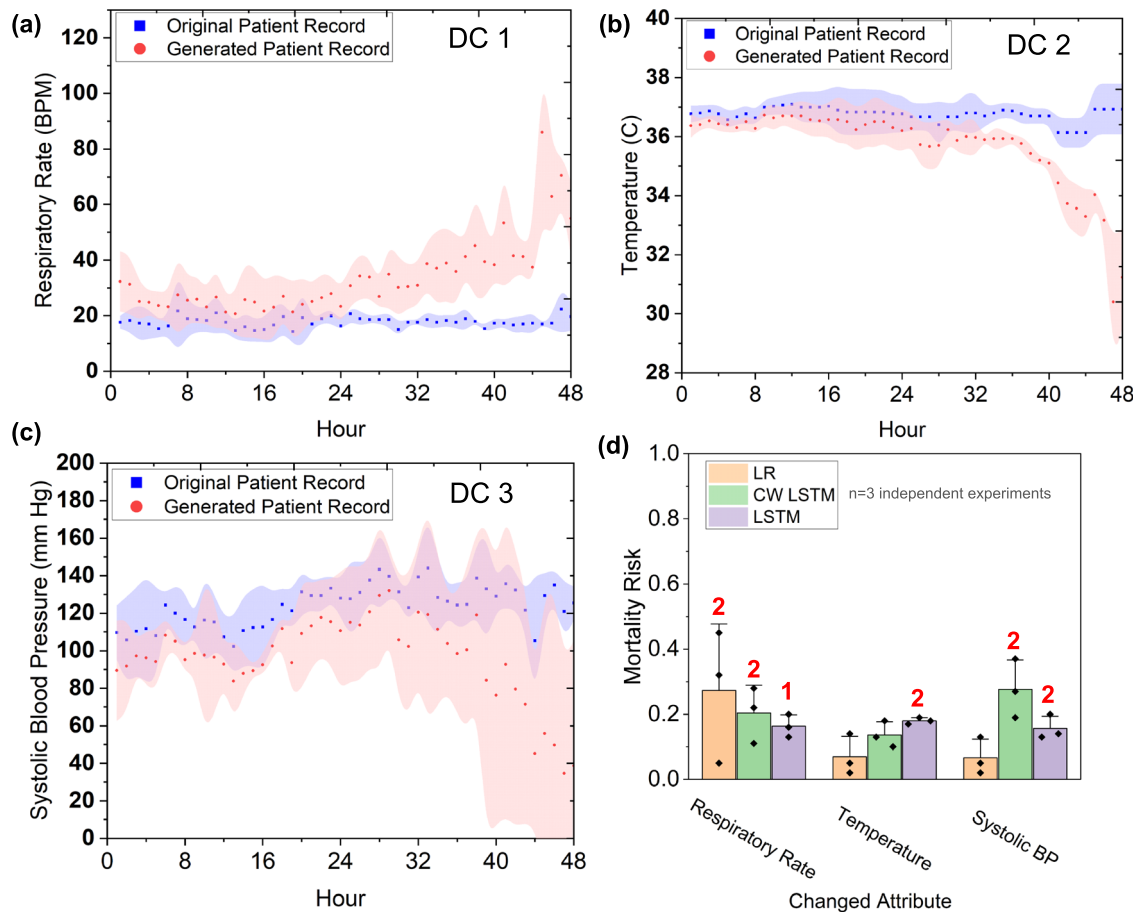 (a)
130
120
100
80
60
40
20
0
Respiratory Rate (BPM)
Original Patient Record
Generated Patient Record
DC 1
0 8 16 24 32 40 48
Hour
(b)
40
38
36
34
32
30
28
Temperature (C)
Original Patient Record
Generated Patient Record
DC 2
0 8 16 24 32 40 48
Hour
(c)
200
180
160
140
120
100
80
60
40
20
0
Systolic Blood Pressure (mm Hg)
Original Patient Record
Generated Patient Record
DC 3
0 8 16 24 32 40 48
Hour
(d)
1.0
0.8
0.6
0.4
0.2
0.0
Mortality Risk
LR
CW LSTM
LSTM
n=3 independent experiments
2
2
1
2
2
2
Respiratory Rate
Temperature
Systolic BP
Changed Attribute